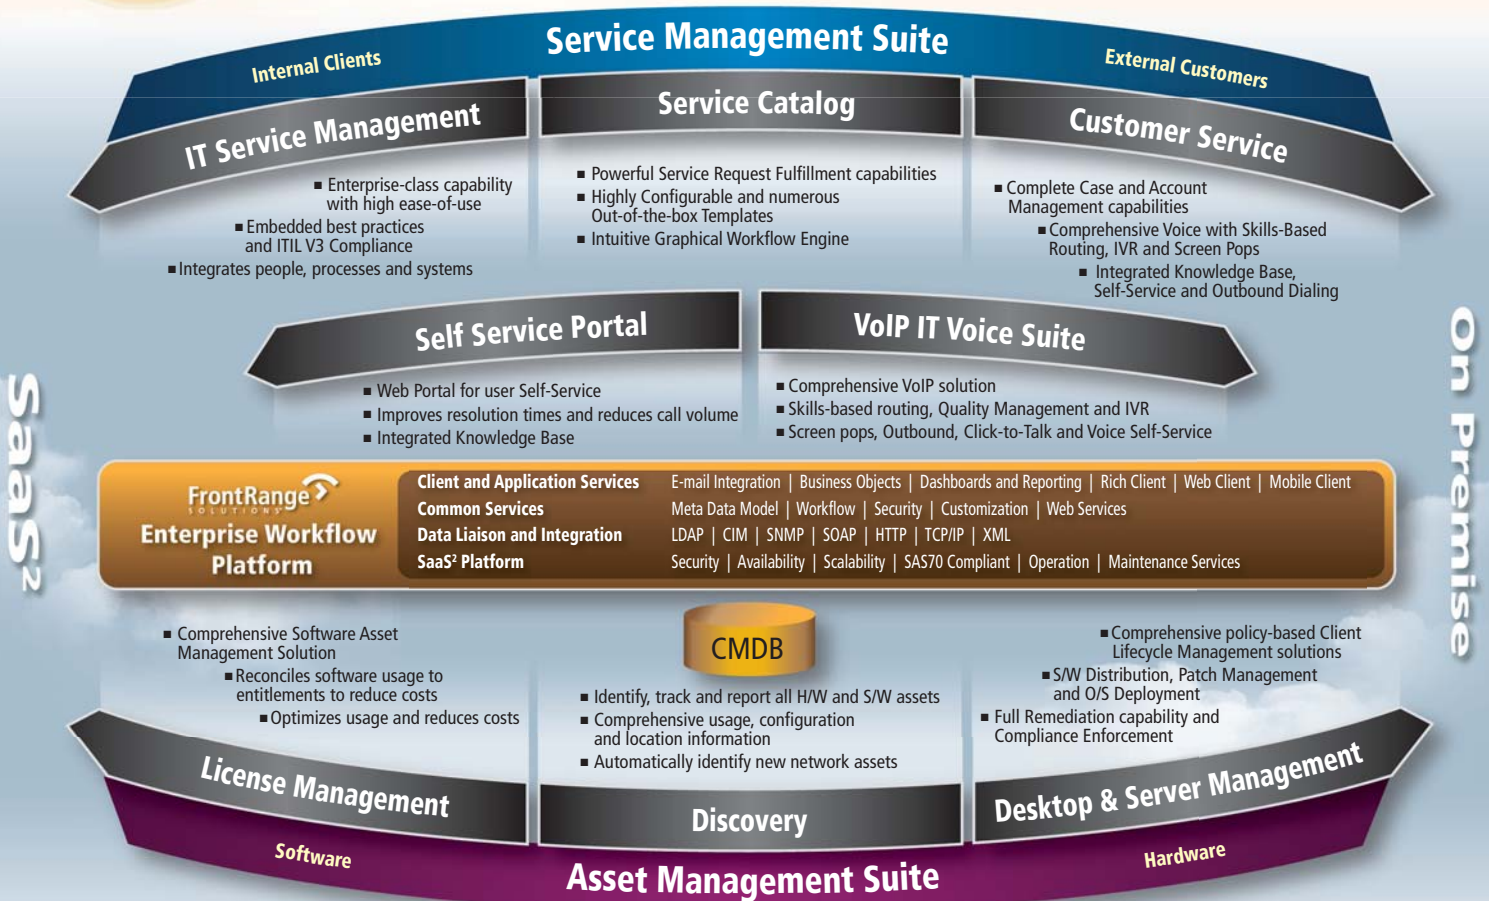 Service Management Suite
Internal Clients
External Customers
IT Service Management
Service Catalog
Customer Service
■ Enterprise-class capability
with high ease-of-use
■ Embedded best practices
and ITIL V3 Compliance
■ Integrates people, processes and systems
■ Powerful Service Request Fulfillment capabilities
■ Highly Configurable and numerous
Out-of-the-box Templates
■ Intuitive Graphical Workflow Engine
■ Complete Case and Account
Management capabilities
■ Comprehensive Voice with Skills-Based
Routing, IVR and Screen Pops
■ Integrated Knowledge Base,
Self-Service and Outbound Dialing
Self Service Portal
VoIP IT Voice Suite
■ Web Portal for user Self-Service
■ Improves resolution times and reduces call volume
■ Integrated Knowledge Base
■ Comprehensive VoIP solution
■ Skills-based routing, Quality Management and IVR
■ Screen pops, Outbound, Click-to-Talk and Voice Self-Service
SaaS²
On Premise
FrontRange
SOLUTIONS
Enterprise Workflow
Platform
Client and Application Services E-mail Integration | Business Objects | Dashboards and Reporting | Rich Client | Web Client | Mobile Client
Common Services Meta Data Model | Workflow | Security | Customization | Web Services
Data Liaison and Integration LDAP | CIM | SNMP | SOAP | HTTP | TCP/IP | XML
SaaS² Platform Security | Availability | Scalability | SAS70 Compliant | Operation | Maintenance Services
■ Comprehensive Software Asset
Management Solution
■ Reconciles software usage to
entitlements to reduce costs
■ Optimizes usage and reduces costs
CMDB
■ Identify, track and report all H/W and S/W assets
■ Comprehensive usage, configuration
and location information
■ Automatically identify new network assets
■ Comprehensive policy-based Client
Lifecycle Management solutions
■ S/W Distribution, Patch Management
and O/S Deployment
■ Full Remediation capability and
Compliance Enforcement
License Management
Discovery
Desktop & Server Management
Software
Hardware
Asset Management Suite